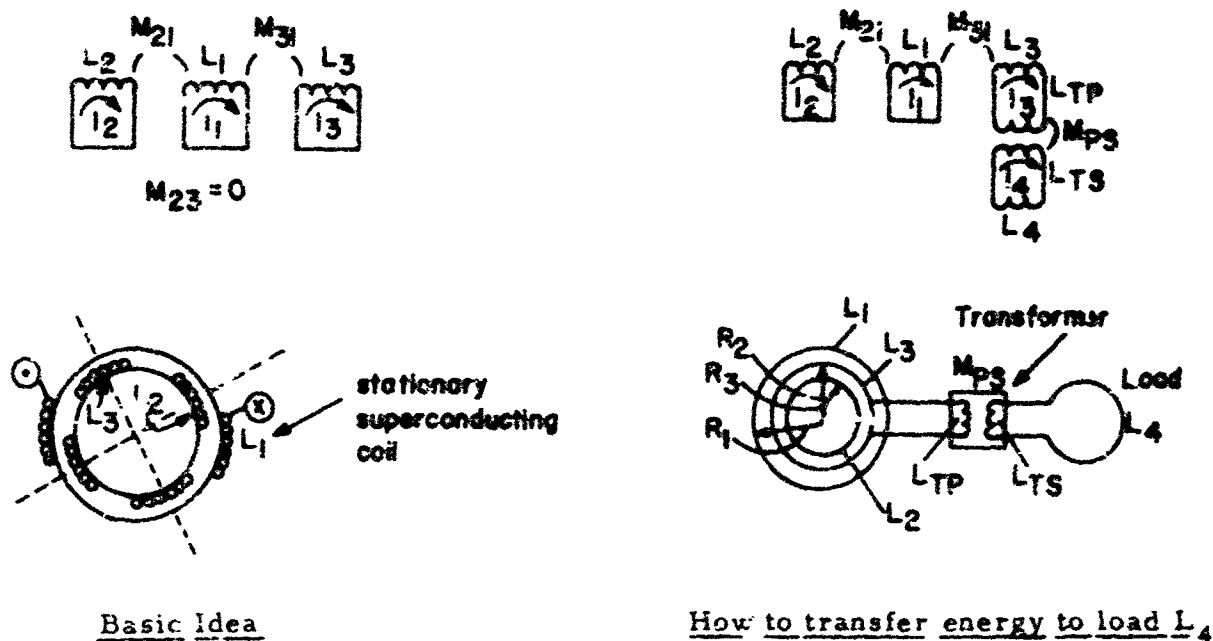 M21 M31
L2 L1 L3
I2 I1 I3
M23 = 0
M21 M31
L2 L1 L3
I2 I1 I3 LTP
MPS
I4 LTS
L4
L3 L1
stationary
superconducting
coil
L1 Transformer
R2 L3 MPS
R3 Load
R1 L4
LTP LTS
L2
Basic Idea
How to transfer energy to load L4